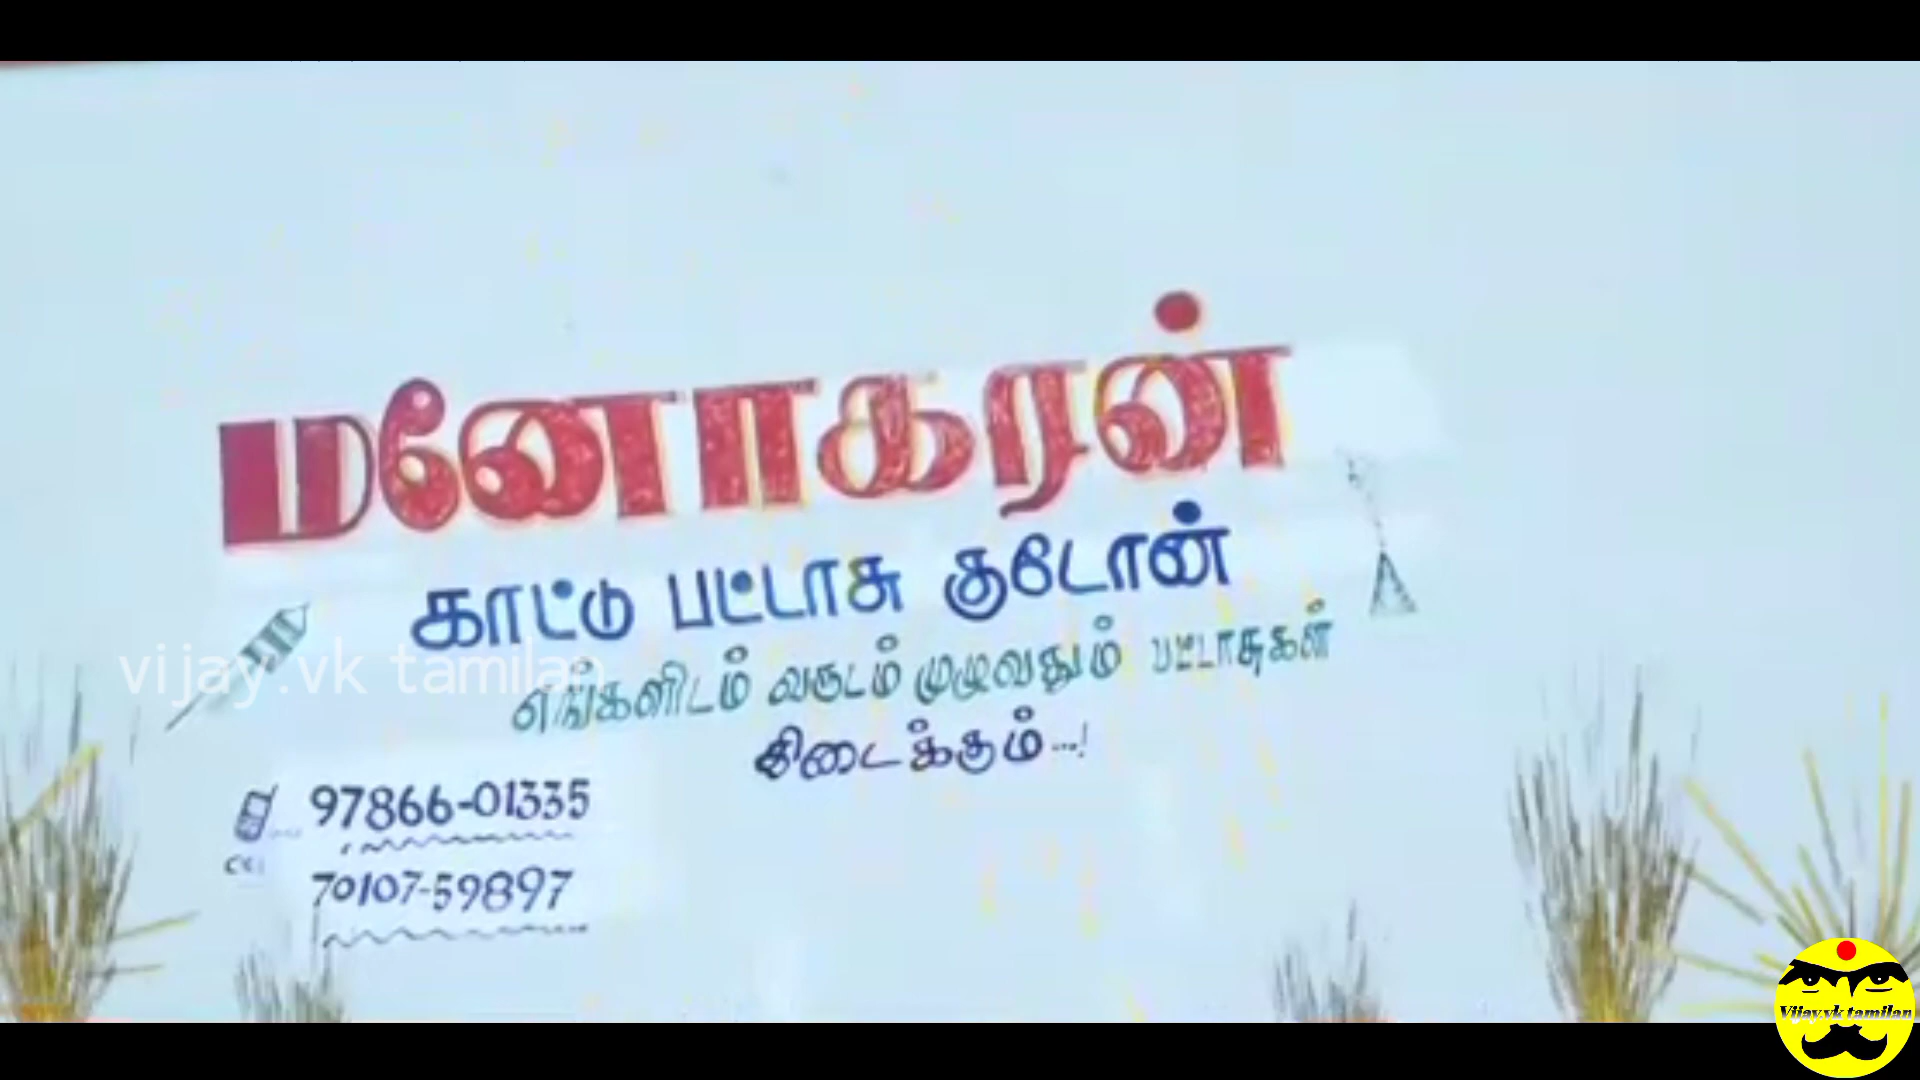 மனோகரன்
காட்டு பட்டாசு குடோன்
எங்களிடம் வருடம் முழுவதும் பட்டாசுகள்
கிடைக்கும்...!
97866-01335
70107-59897
vijay.vk tamilan
Vijay.vk tamilan